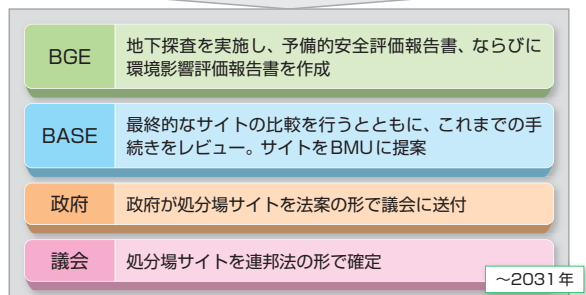 BGE
地下探査を実施し、予備的安全評価報告書、ならびに
環境影響評価報告書を作成
BASE
最終的なサイトの比較を行うとともに、これまでの手
続きをレビュー。サイトをBMUに提案
政府
政府が処分場サイトを法案の形で議会に送付
議会
処分場サイトを連邦法の形で確定
～2031年